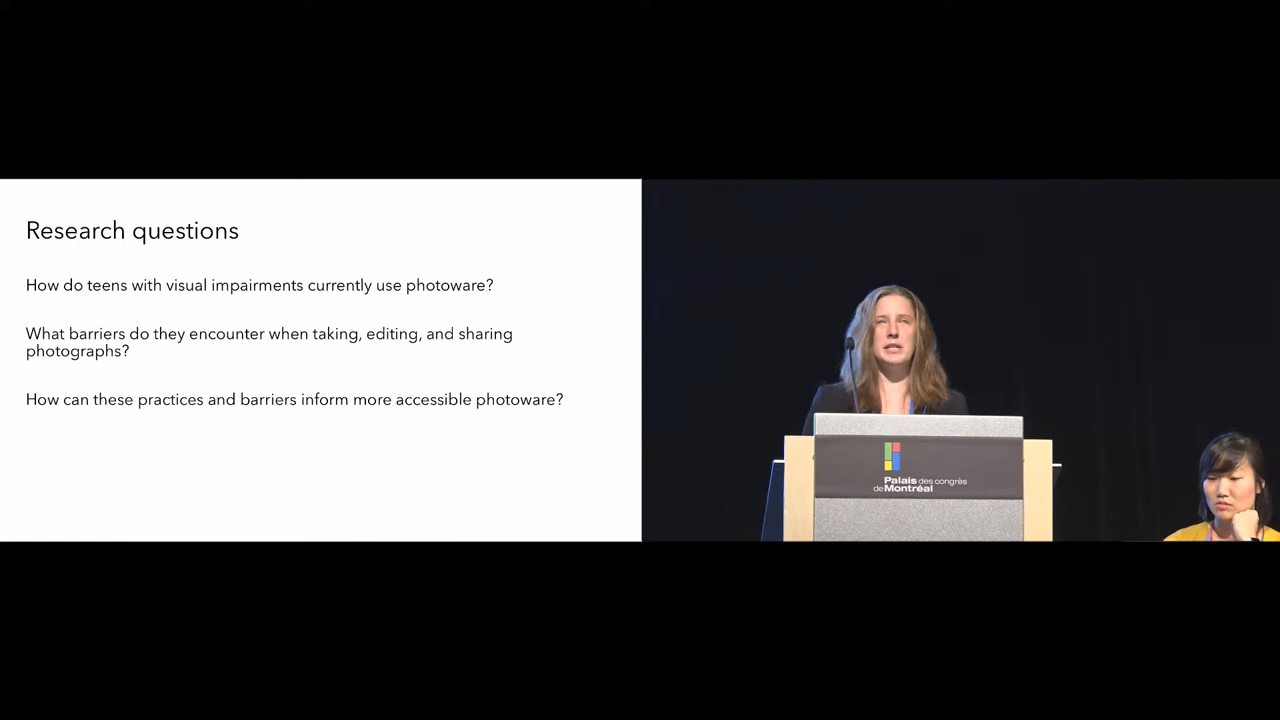 Research questions
How do teens with visual impairments currently use photoware?
What barriers do they encounter when taking, editing, and sharing
photographs?
How can these practices and barriers inform more accessible photoware?
Palais des congrès
de Montréal